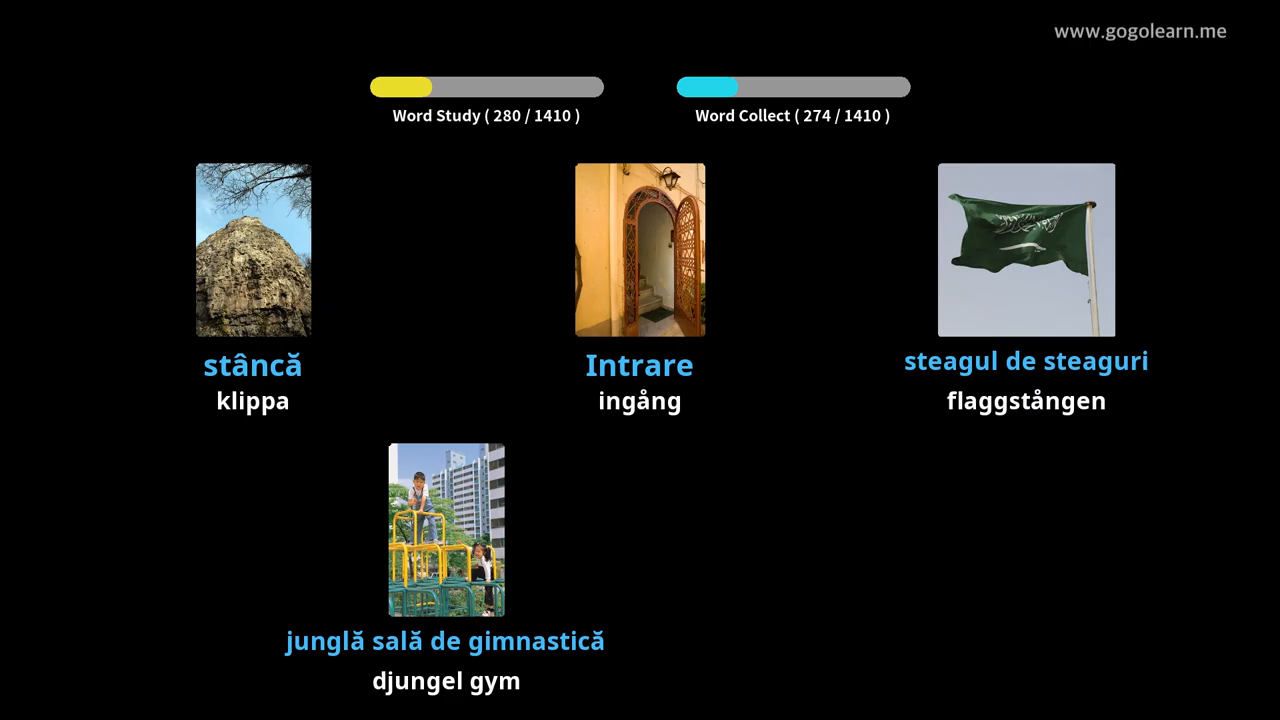 www.gogolearn.me
Word Study ( 280 / 1410 )
Word Collect ( 274 / 1410 )
stâncă
klippa
Intrare
ingång
steagul de steaguri
flaggstången
junglă sală de gimnastică
djungel gym